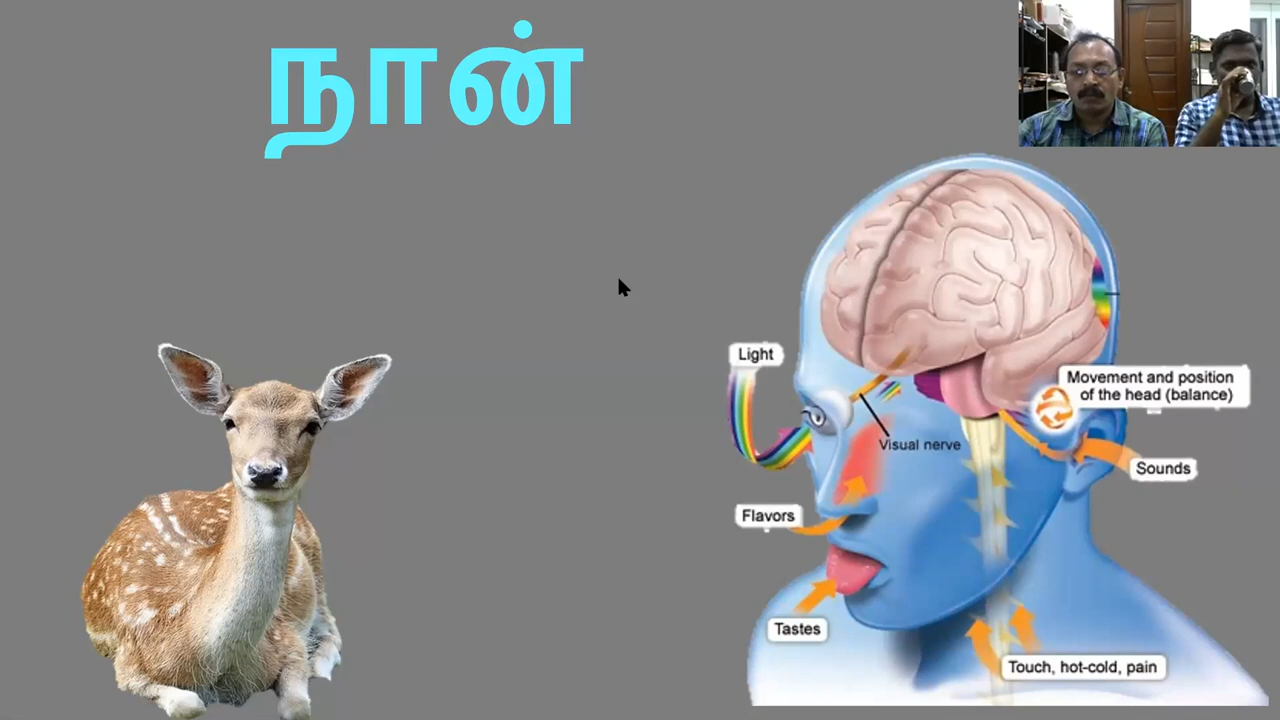 நான்
Light
Movement and position
of the head (balance)
Visual nerve
Sounds
Flavors
Tastes
Touch, hot-cold, pain